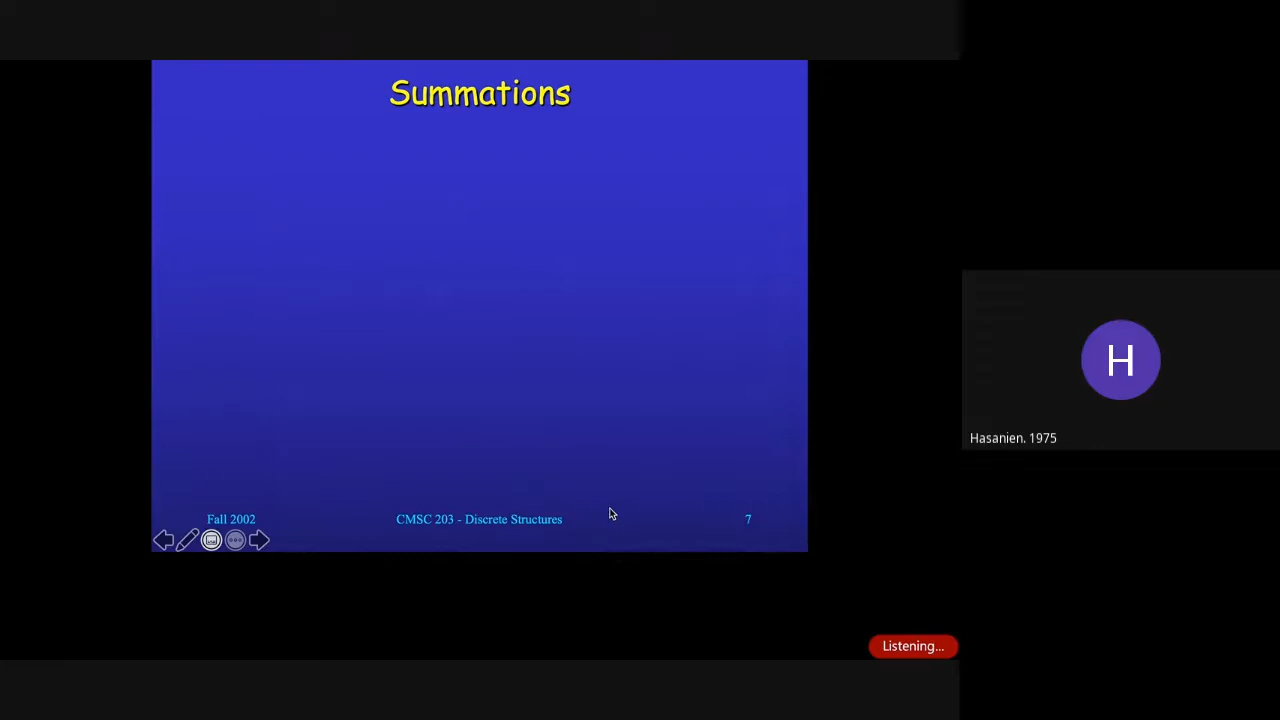 Summations
Fall 2002
CMSC 203 - Discrete Structures
7
H
Hasanien. 1975
Listening...